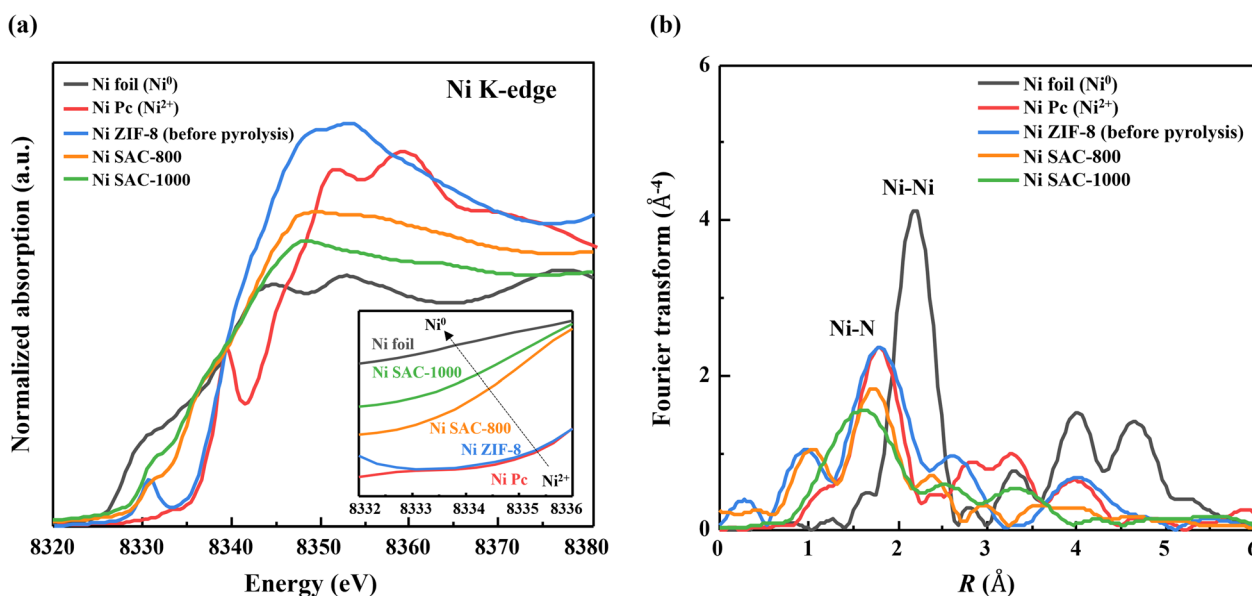 (a)
Ni foil (Ni⁰)
Ni Pc (Ni²⁺)
Ni ZIF-8 (before pyrolysis)
Ni SAC-800
Ni SAC-1000
Ni K-edge
Normalized absorption (a.u.)
Ni⁰
Ni foil
Ni SAC-1000
Ni SAC-800
Ni ZIF-8
Ni Pc
Ni²⁺
8332 8333 8334 8335 8336
8320 8330 8340 8350 8360 8370 8380
Energy (eV)
(b)
Ni foil (Ni⁰)
Ni Pc (Ni²⁺)
Ni ZIF-8 (before pyrolysis)
Ni SAC-800
Ni SAC-1000
Ni-Ni
Ni-N
Fourier transform (Å⁻⁴)
6
4
2
0
0 1 2 3 4 5 6
R (Å)